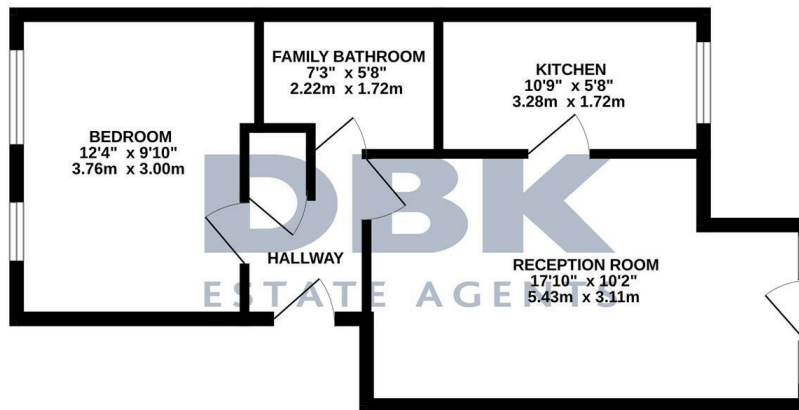 FAMILY BATHROOM
7'3" x 5'8"
2.22m x 1.72m
KITCHEN
10'9" x 5'8"
3.28m x 1.72m
BEDROOM
12'4" x 9'10"
3.76m x 3.00m
DBK
HALLWAY
RECEPTION ROOM
17'10" x 10'2"
5.43m x 3.11m
ESTATE AGENTS